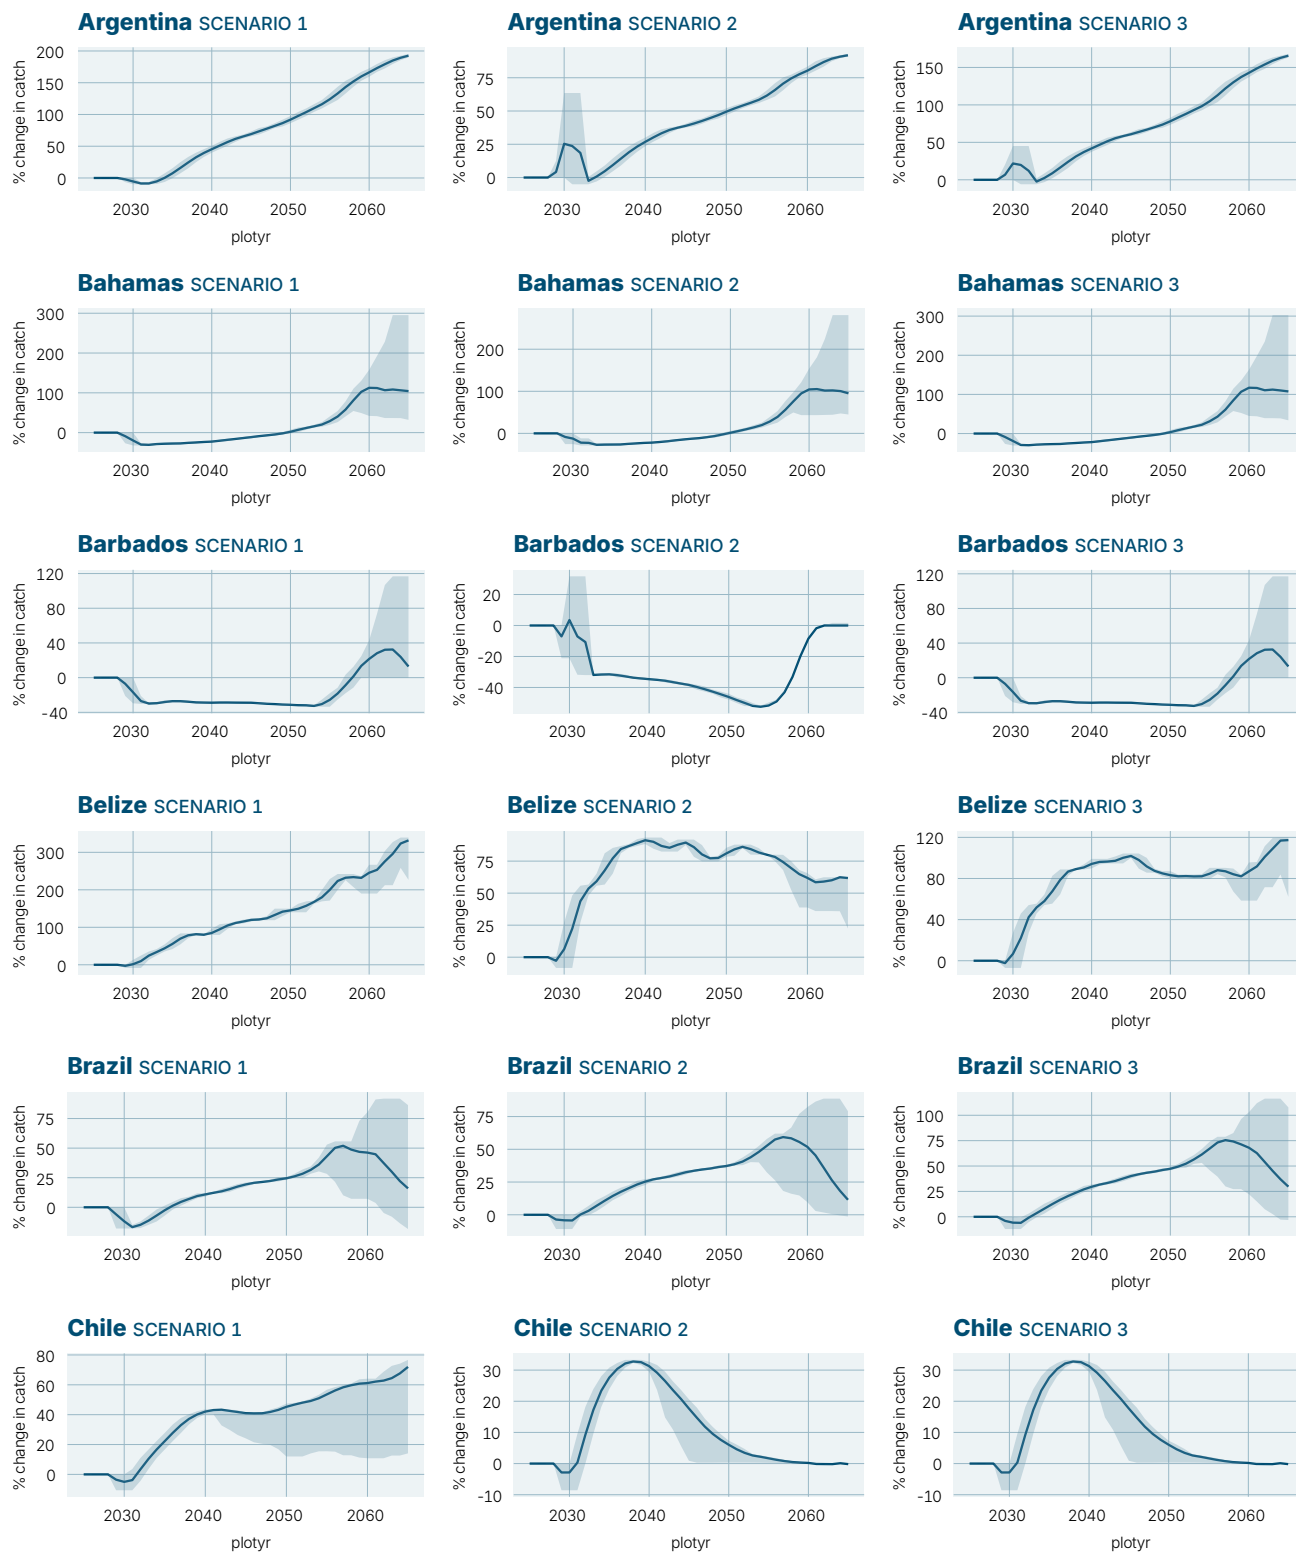 Argentina SCENARIO 1
Argentina SCENARIO 2
Argentina SCENARIO 3
% change in catch
200
150
100
50
0
2030 2040 2050 2060
plotyr
% change in catch
75
50
25
0
2030 2040 2050 2060
plotyr
% change in catch
150
100
50
0
2030 2040 2050 2060
plotyr
Bahamas SCENARIO 1
Bahamas SCENARIO 2
Bahamas SCENARIO 3
% change in catch
300
200
100
0
2030 2040 2050 2060
plotyr
% change in catch
200
100
0
2030 2040 2050 2060
plotyr
% change in catch
300
200
100
0
2030 2040 2050 2060
plotyr
Barbados SCENARIO 1
Barbados SCENARIO 2
Barbados SCENARIO 3
% change in catch
120
80
40
0
-40
2030 2040 2050 2060
plotyr
% change in catch
20
0
-20
-40
2030 2040 2050 2060
plotyr
% change in catch
120
80
40
0
-40
2030 2040 2050 2060
plotyr
Belize SCENARIO 1
Belize SCENARIO 2
Belize SCENARIO 3
% change in catch
300
200
100
0
2030 2040 2050 2060
plotyr
% change in catch
75
50
25
0
2030 2040 2050 2060
plotyr
% change in catch
120
80
40
0
2030 2040 2050 2060
plotyr
Brazil SCENARIO 1
Brazil SCENARIO 2
Brazil SCENARIO 3
% change in catch
75
50
25
0
2030 2040 2050 2060
plotyr
% change in catch
75
50
25
0
2030 2040 2050 2060
plotyr
% change in catch
100
75
50
25
0
2030 2040 2050 2060
plotyr
Chile SCENARIO 1
Chile SCENARIO 2
Chile SCENARIO 3
% change in catch
80
60
40
20
0
2030 2040 2050 2060
plotyr
% change in catch
30
20
10
0
-10
2030 2040 2050 2060
plotyr
% change in catch
30
20
10
0
-10
2030 2040 2050 2060
plotyr